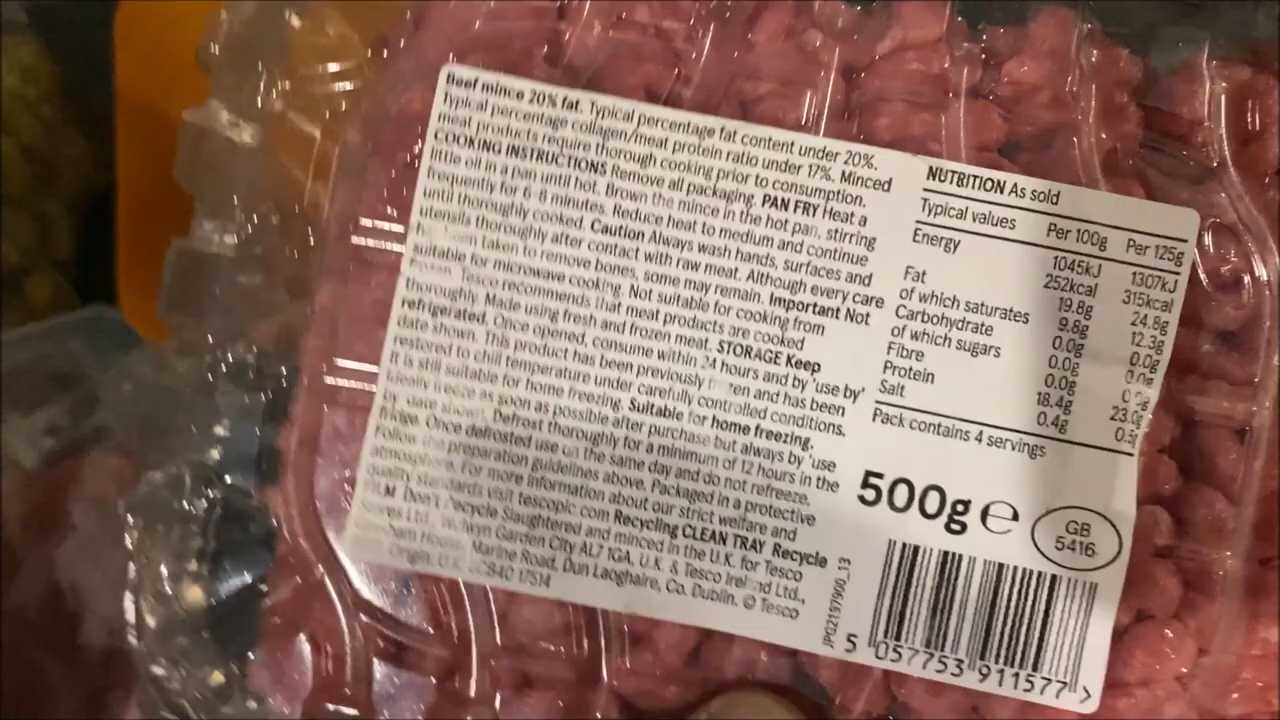 Beef mince 20% fat. Typical percentage fat content under 20%.
Typical percentage collagen/meat protein ratio under 17%. Minced
meat products require thorough cooking prior to consumption.
COOKING INSTRUCTIONS Remove all packaging. PAN FRY Heat a
little oil in a pan until hot. Brown the mince in the hot pan, stirring
frequently for 6-8 minutes. Reduce heat to medium and continue
until thoroughly cooked. Caution Always wash hands, surfaces and
utensils thoroughly after contact with raw meat. Although every care
taken to remove bones, some may remain. Important Not
suitable for microwave cooking. Not suitable for cooking from
Tesco recommends that meat products are cooked
thoroughly. Made using fresh and frozen meat. STORAGE Keep
refrigerated. Once opened, consume within 24 hours and by 'use by'
date shown. This product has been previously and has been
restored to chill temperature under carefully controlled conditions.
It is still suitable for home freezing. Suitable for home freezing.
Ideally freeze as soon as possible after purchase but always by 'use
date shown. Defrost thoroughly for a minimum of 12 hours in the
fridge. Once defrosted use on the same day and do not refreeze.
Follow the preparation guidelines above. Packaged in a protective
atmosphere. For more information about our strict welfare and
quality standards visit tescoplc.com Recycling CLEAN TRAY Recycle
FILM Don't Recycle Slaughtered and minced in the U.K. for Tesco
Stores Ltd., Welwyn Garden City AL7 1GA, U.K. & Tesco Ireland Ltd.,
Marine Road, Dun Laoghaire, Co. Dublin. © Tesco
Origin: U.K.
NUTRITION As sold
Typical values Per 100g Per 125g
Energy 1045kJ 1307kJ
252kcal 315kcal
Fat 19.8g 24.8g
of which saturates 9.8g 12.3g
Carbohydrate 0.0g 0.0g
of which sugars 0.0g 0.0g
Fibre 0.0g
Protein 18.4g 23.0g
Salt 0.4g 0.5g
Pack contains 4 servings
500g ℮
GB
5416
5 057753 911577 >